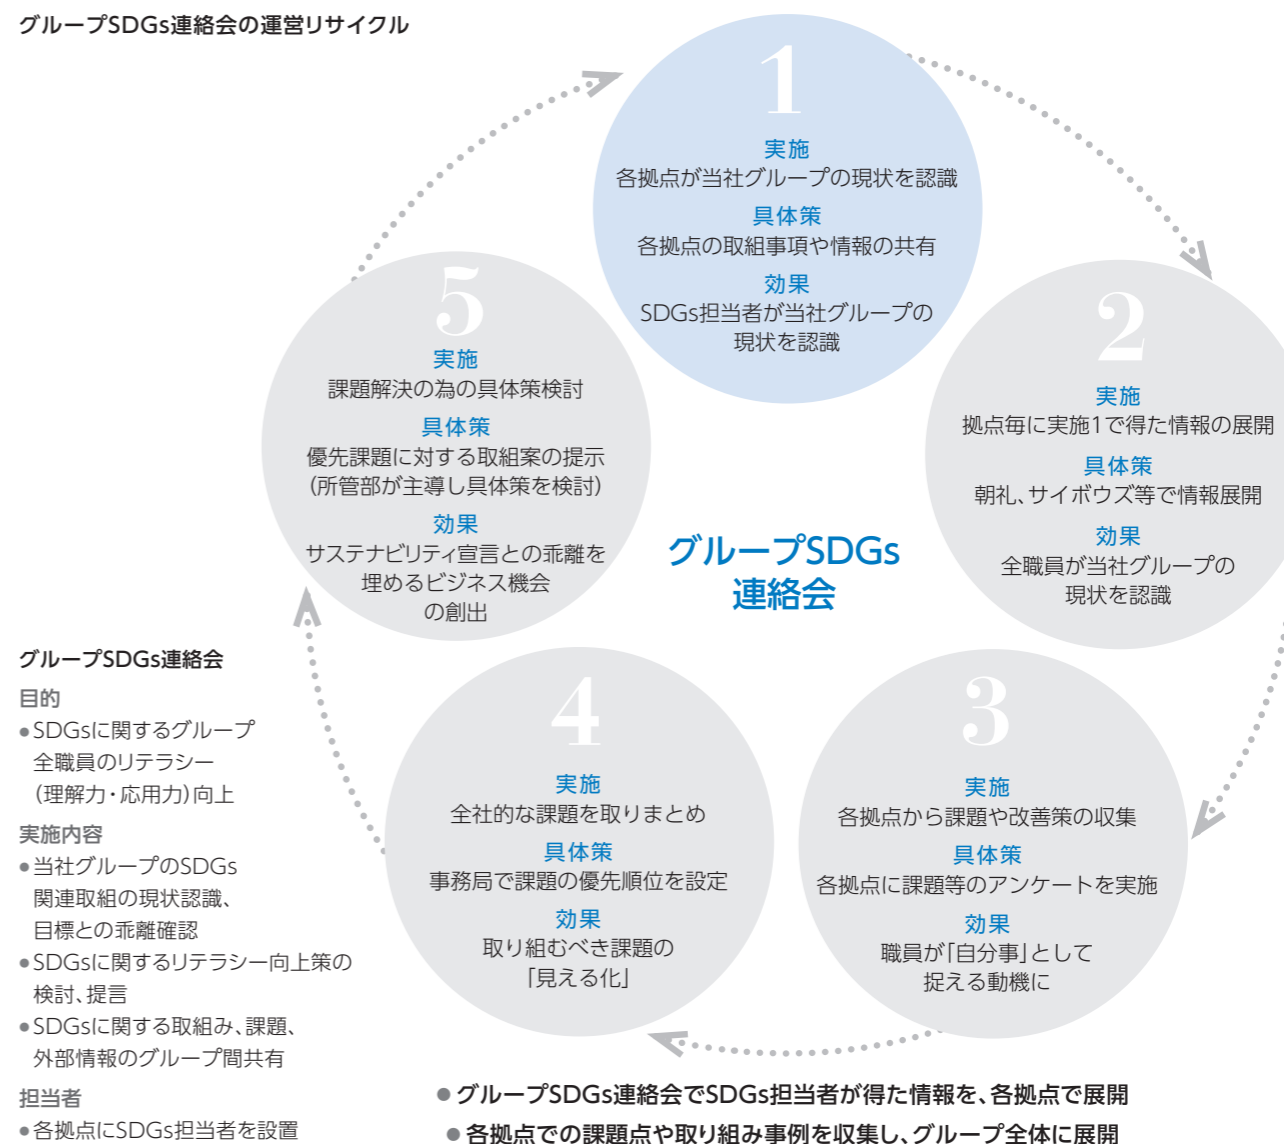 グループSDGs連絡会の運営リサイクル
1
実施
各拠点が当社グループの現状を認識
具体策
各拠点の取組事項や情報の共有
効果
SDGs担当者が当社グループの
現状を認識
2
実施
拠点毎に実施1で得た情報の展開
具体策
朝礼、サイボウズ等で情報展開
効果
全職員が当社グループの
現状を認識
3
実施
各拠点から課題や改善策の収集
具体策
各拠点に課題等のアンケートを実施
効果
職員が「自分事」として
捉える動機に
4
実施
全社的な課題を取りまとめ
具体策
事務局で課題の優先順位を設定
効果
取り組むべき課題の
「見える化」
5
実施
課題解決の為の具体策検討
具体策
優先課題に対する取組案の提示
(所管部が主導し具体策を検討)
効果
サステナビリティ宣言との乖離を
埋めるビジネス機会
の創出
グループSDGs
連絡会
グループSDGs連絡会
目的
●SDGsに関するグループ
全職員のリテラシー
(理解力・応用力)向上
実施内容
●当社グループのSDGs
関連取組の現状認識、
目標との乖離確認
●SDGsに関するリテラシー向上策の
検討、提言
●SDGsに関する取組み、課題、
外部情報のグループ間共有
担当者
●各拠点にSDGs担当者を設置
●グループSDGs連絡会でSDGs担当者が得た情報を、各拠点で展開
●各拠点での課題点や取り組み事例を収集し、グループ全体に展開